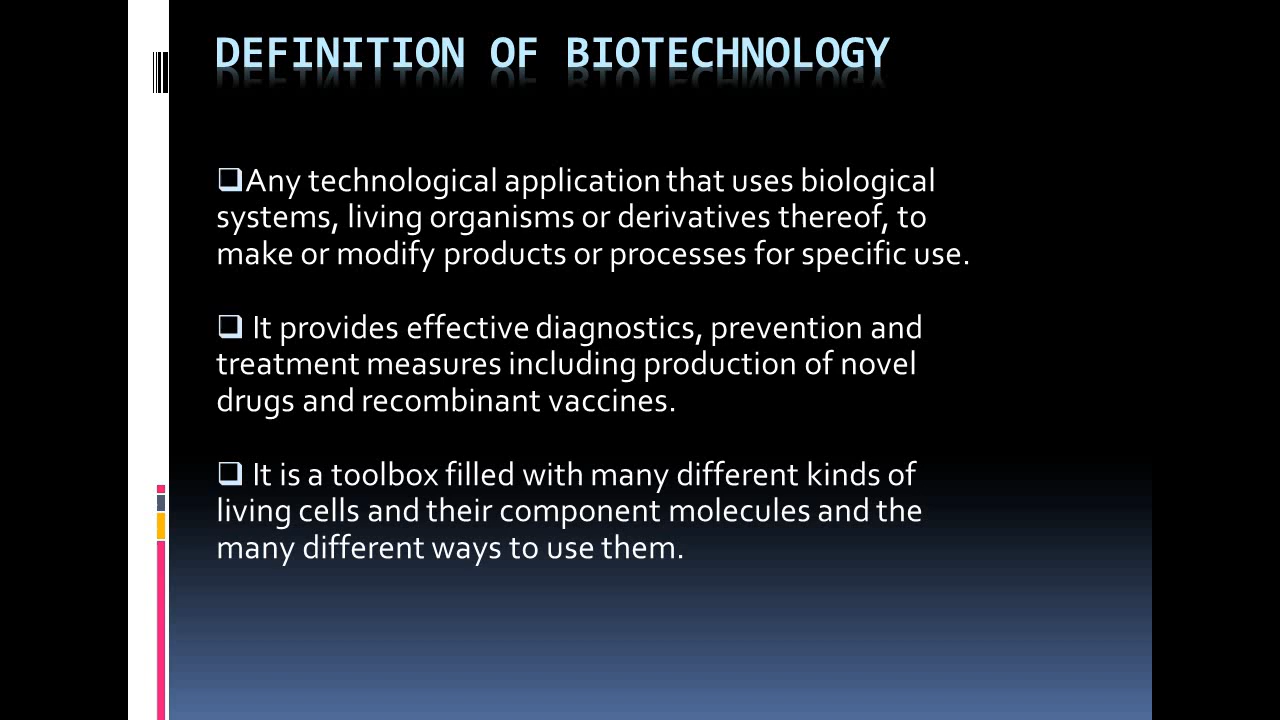 DEFINITION OF BIOTECHNOLOGY
❑Any technological application that uses biological
systems, living organisms or derivatives thereof, to
make or modify products or processes for specific use.
❑ It provides effective diagnostics, prevention and
treatment measures including production of novel
drugs and recombinant vaccines.
❑ It is a toolbox filled with many different kinds of
living cells and their component molecules and the
many different ways to use them.